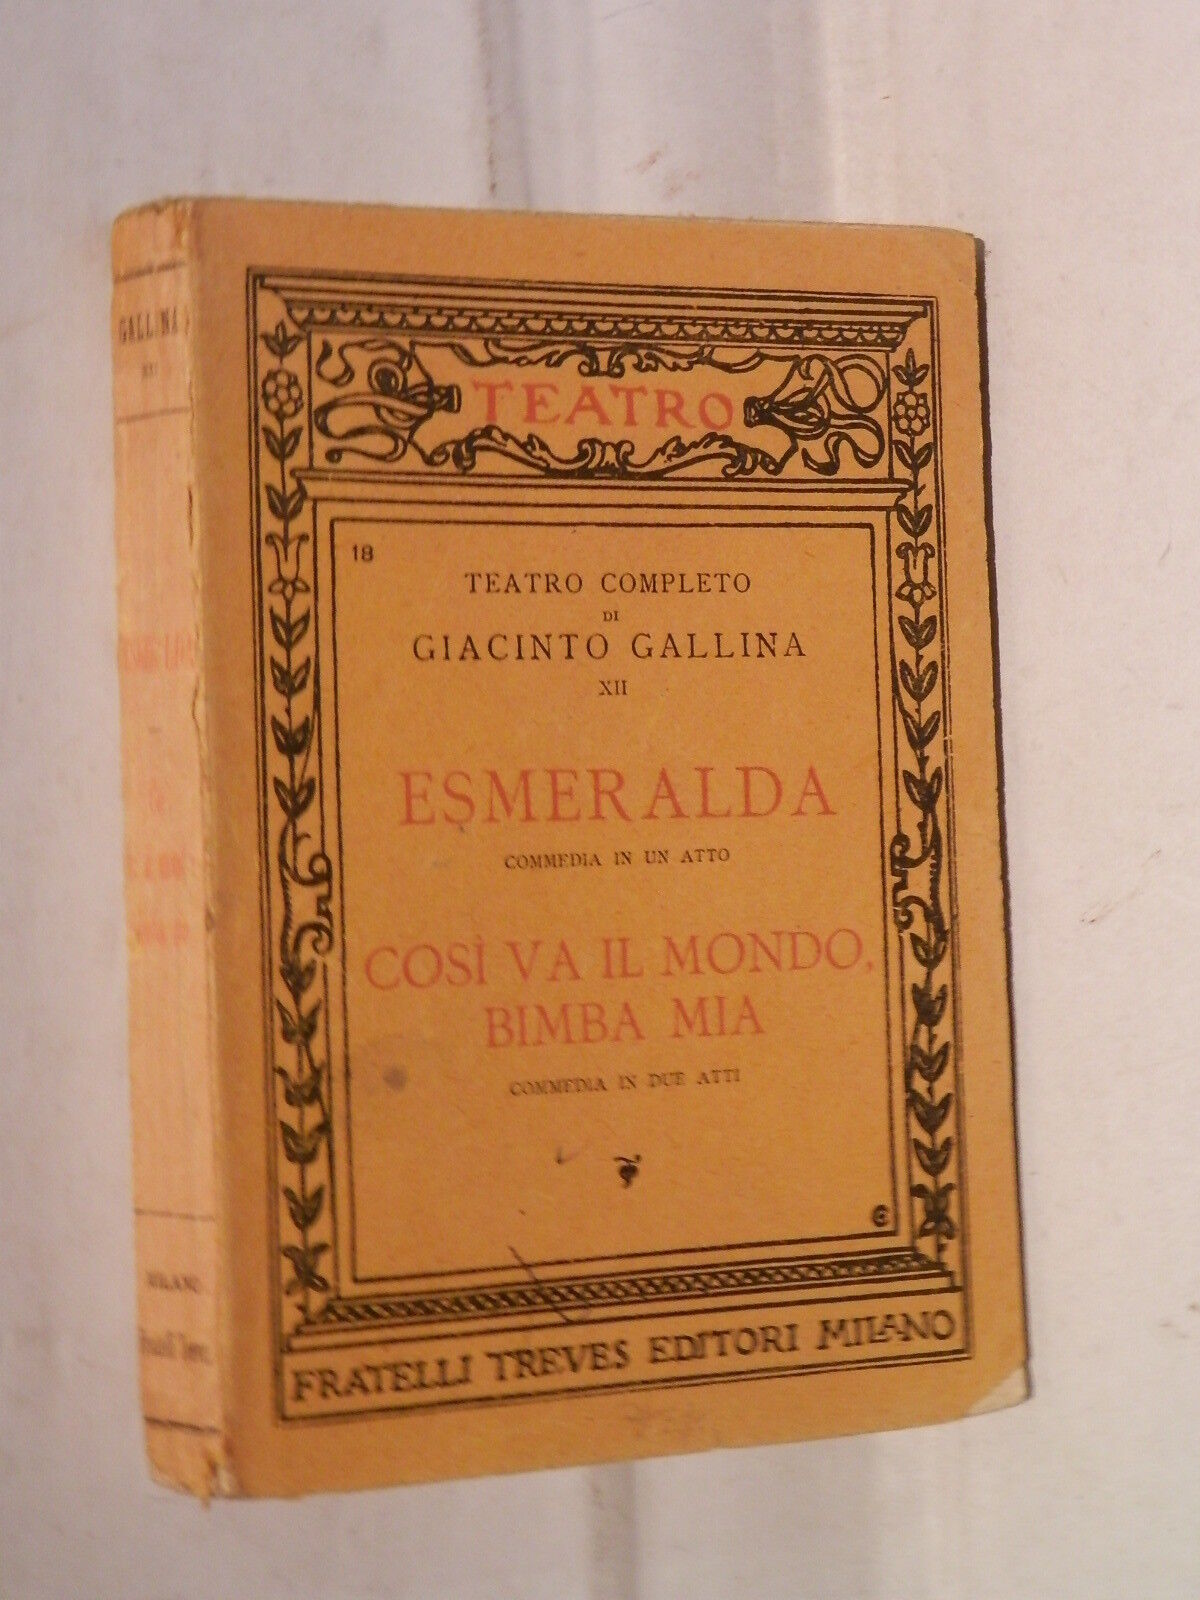 TEATRO
18
TEATRO COMPLETO
DI
GIACINTO GALLINA
XII
ESMERALDA
COMMEDIA IN UN ATTO
COSÌ VA IL MONDO,
BIMBA MIA
COMMEDIA IN DUE ATTI
FRATELLI TREVES EDITORI MILANO
GALLINA
MILANO